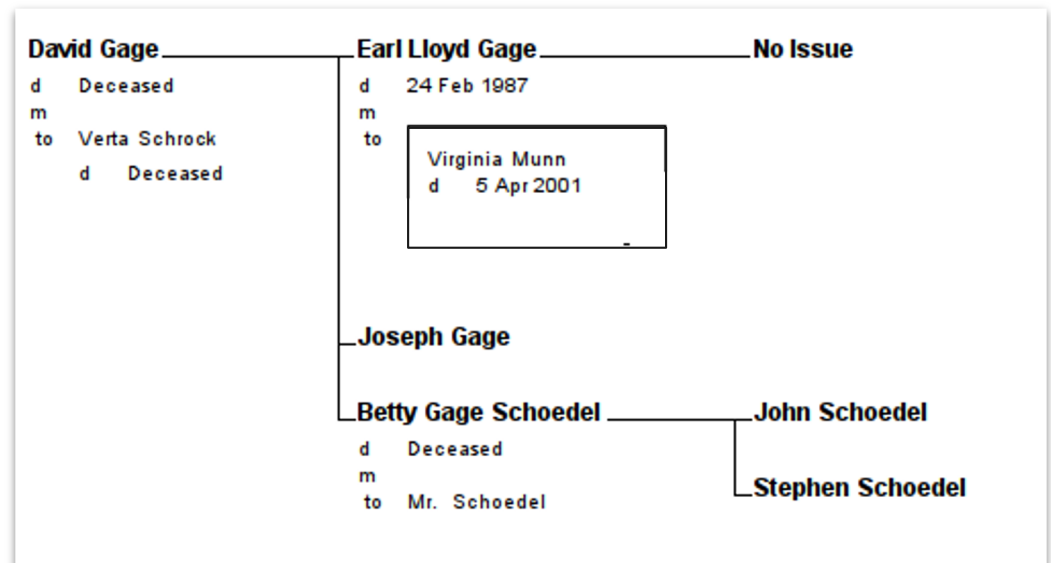 David Gage Earl Lloyd Gage No Issue
d Deceased d 24 Feb 1987
m m
to Verta Schrock to
Virginia Munn
d Deceased d 5 Apr 2001
-
Joseph Gage
Betty Gage Schoedel John Schoedel
d Deceased
m
Stephen Schoedel
to Mr. Schoedel